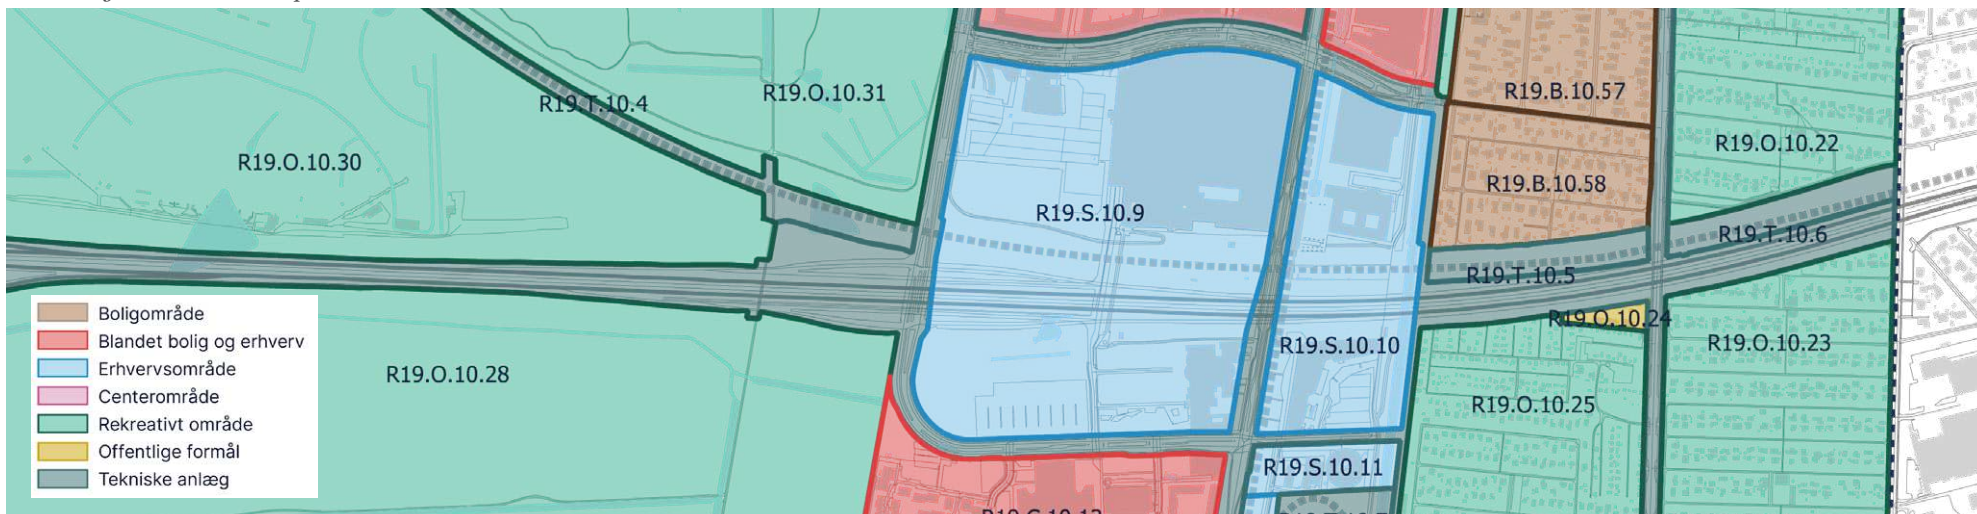 R19.T.10.4
R19.O.10.31
R19.B.10.57
R19.O.10.30
R19.O.10.22
R19.B.10.58
R19.S.10.9
R19.T.10.6
R19.T.10.5
R19.O.10.24
R19.S.10.10
R19.O.10.23
R19.O.10.28
R19.O.10.25
R19.S.10.11
Boligområde
Blandet bolig og erhverv
Erhvervsområde
Centerområde
Rekreativt område
Offentlige formål
Tekniske anlæg